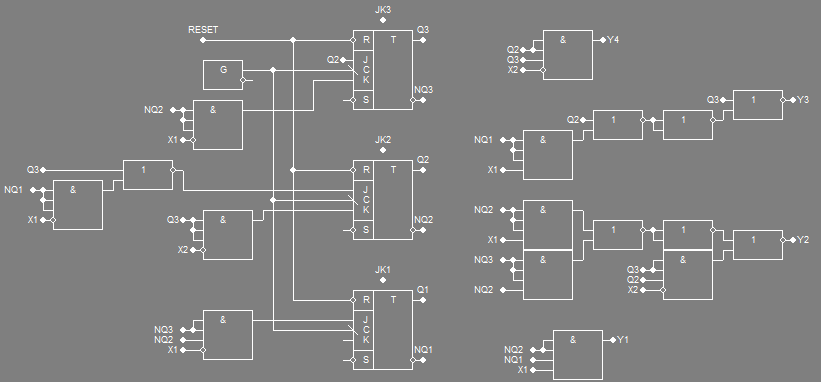 JK3
RESET
Q3
R
T
Y4
&
Q2
Q3
X2
Q2
J
G
C
K
NQ3
Q3
1
Y3
NQ2
&
S
X1
Q2
1
1
NQ1
&
JK2
Q3
1
R
T
Q2
X1
NQ1
&
J
C
K
X1
Q3
&
NQ2
&
X2
S
NQ2
X1
1
1
1
Y2
NQ3
&
&
JK1
Q3
Q2
NQ2
X2
R
T
Q1
NQ3
&
J
C
NQ2
K
X1
S
NQ1
&
Y1
NQ2
NQ1
X1